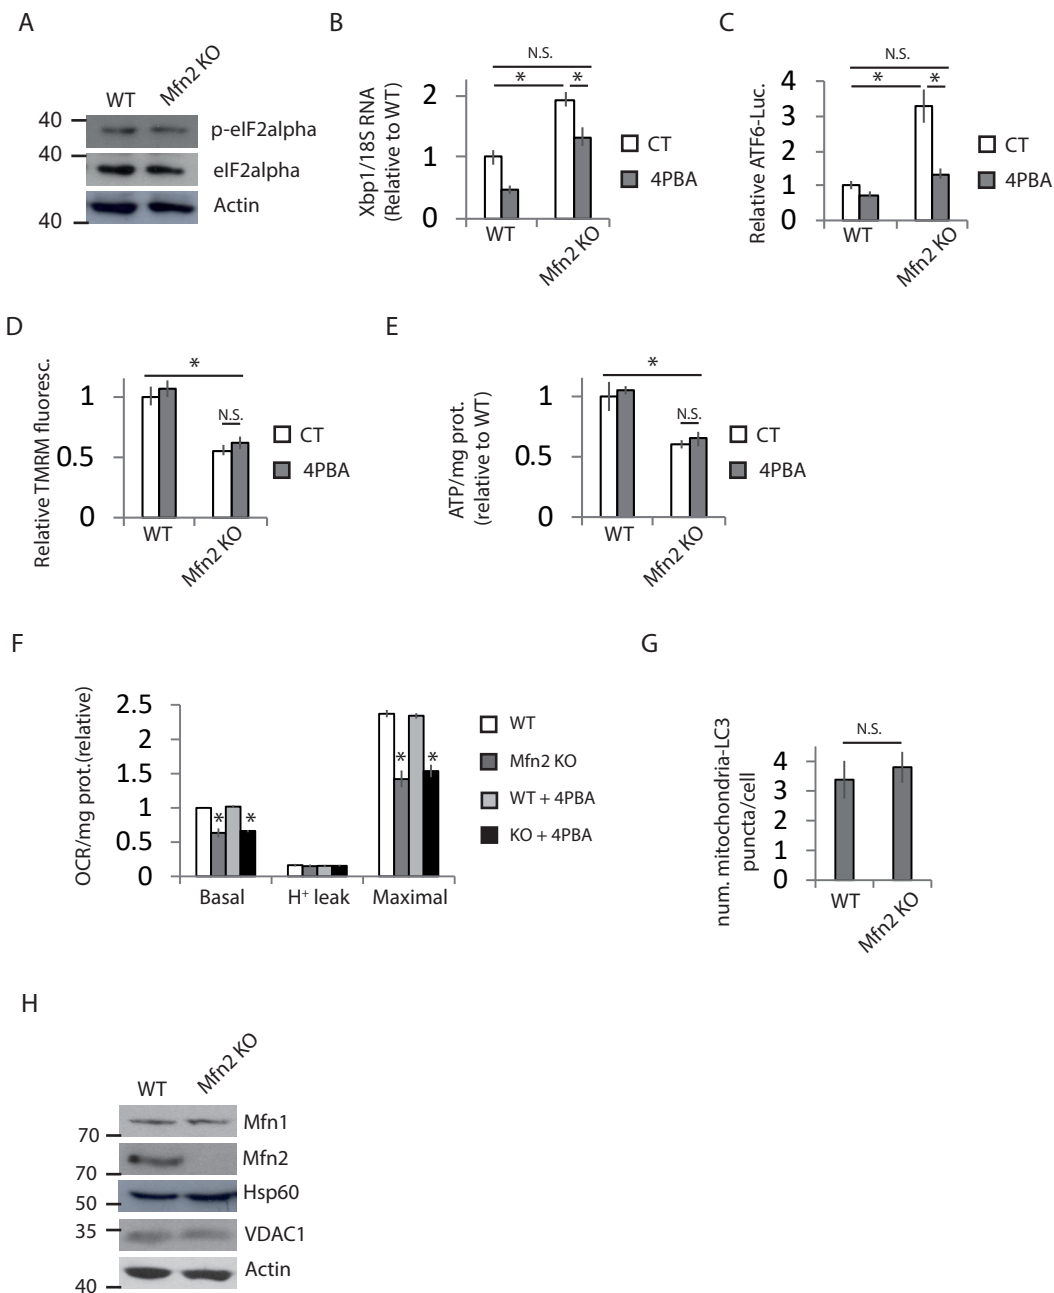 A
WT Mfn2 KO
40 p-eIF2alpha
40 eIF2alpha
Actin
40
B
Xbp1/18S RNA
(Relative to WT)
N.S.
* *
2
1
0
WT Mfn2 KO
CT
4PBA
C
Relative ATF6-Luc.
N.S.
* *
4
3
2
1
0
WT Mfn2 KO
CT
4PBA
D
Relative TMRM fluoresc.
*
N.S.
1
0.5
0
WT Mfn2 KO
CT
4PBA
E
ATP/mg prot.
(relative to WT)
*
N.S.
1
0.5
0
WT Mfn2 KO
CT
4PBA
F
OCR/mg prot.(relative)
2.5
2
1.5
1
0.5
0
* *
* *
Basal H⁺ leak Maximal
WT
Mfn2 KO
WT + 4PBA
KO + 4PBA
G
num. mitochondria-LC3
puncta/cell
N.S.
4
3
2
1
0
WT Mfn2 KO
H
WT Mfn2 KO
Mfn1
70
Mfn2
70
Hsp60
50
35 VDAC1
Actin
40